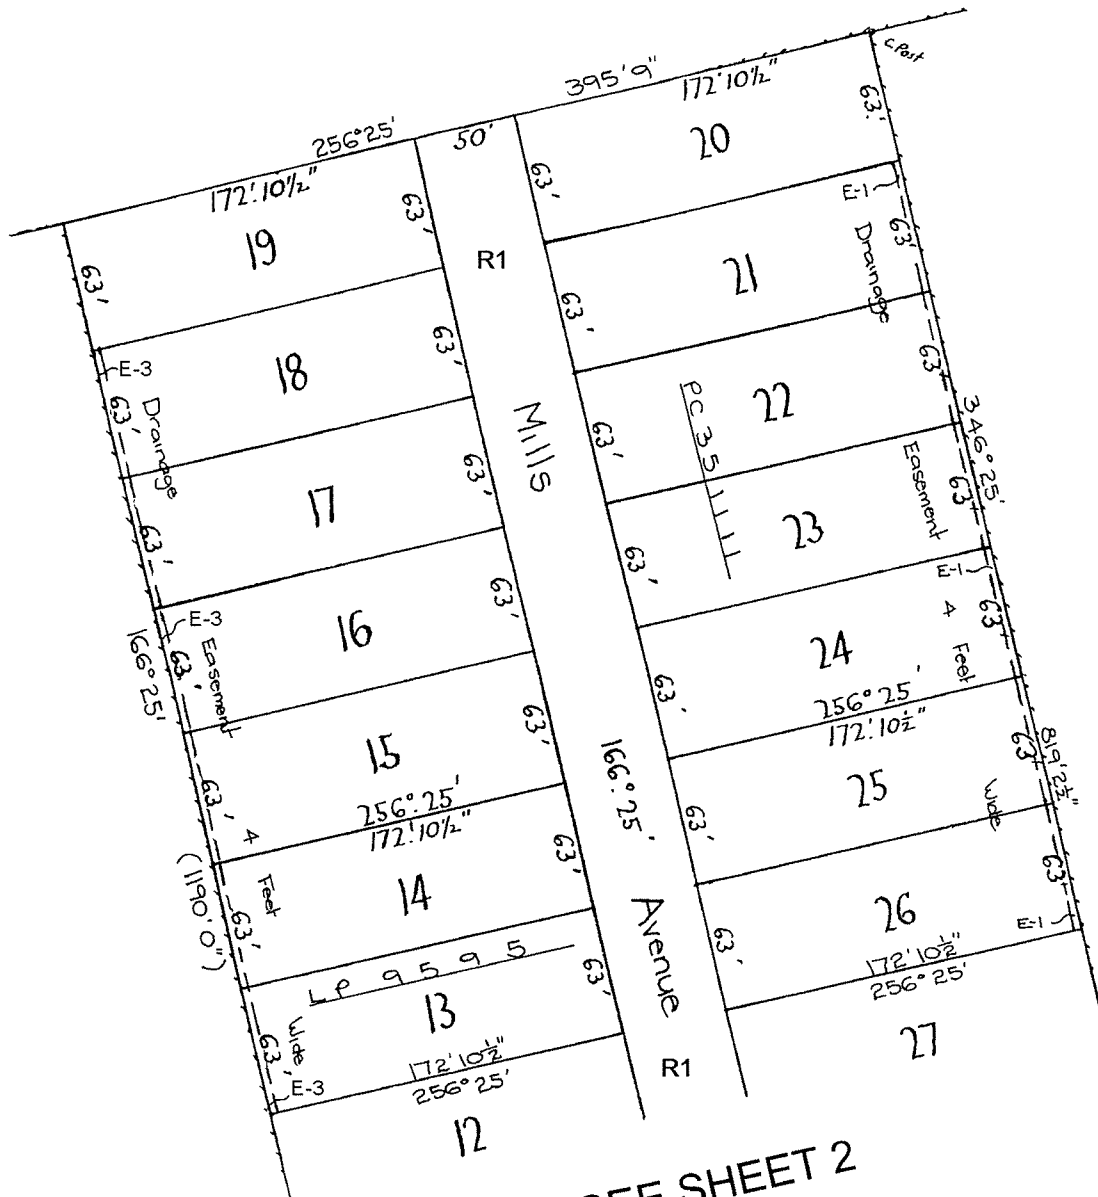 395'9"
172'10½"
c Post
256°25'
50'
172'.10½"
20
63'
63'
63'
63'
19
63'
R1
E-1
21
63'
Drainage
63'
18
63'
E-3
63'
Drainage
22
63'
63'
PC 35
Mills
346°25'
17
63'
63'
23
63'
Easement
63'
E-1
16
63'
E-3
63'
Easement
166°25'
24
63'
4
Feet
63'
256°25'
172'.10½"
15
63'
63'
4
256°.25'
172'.10½"
166°.25'
25
63'
Wide
63'
819'2½"
14
63'
Feet
63'
(1190'0")
Avenue
26
63'
63'
E-1
172'10½"
256°25'
LP 9595
13
63'
Wide
63'
E-3
172'10½"
256°25'
R1
27
12
SEE SHEET 2